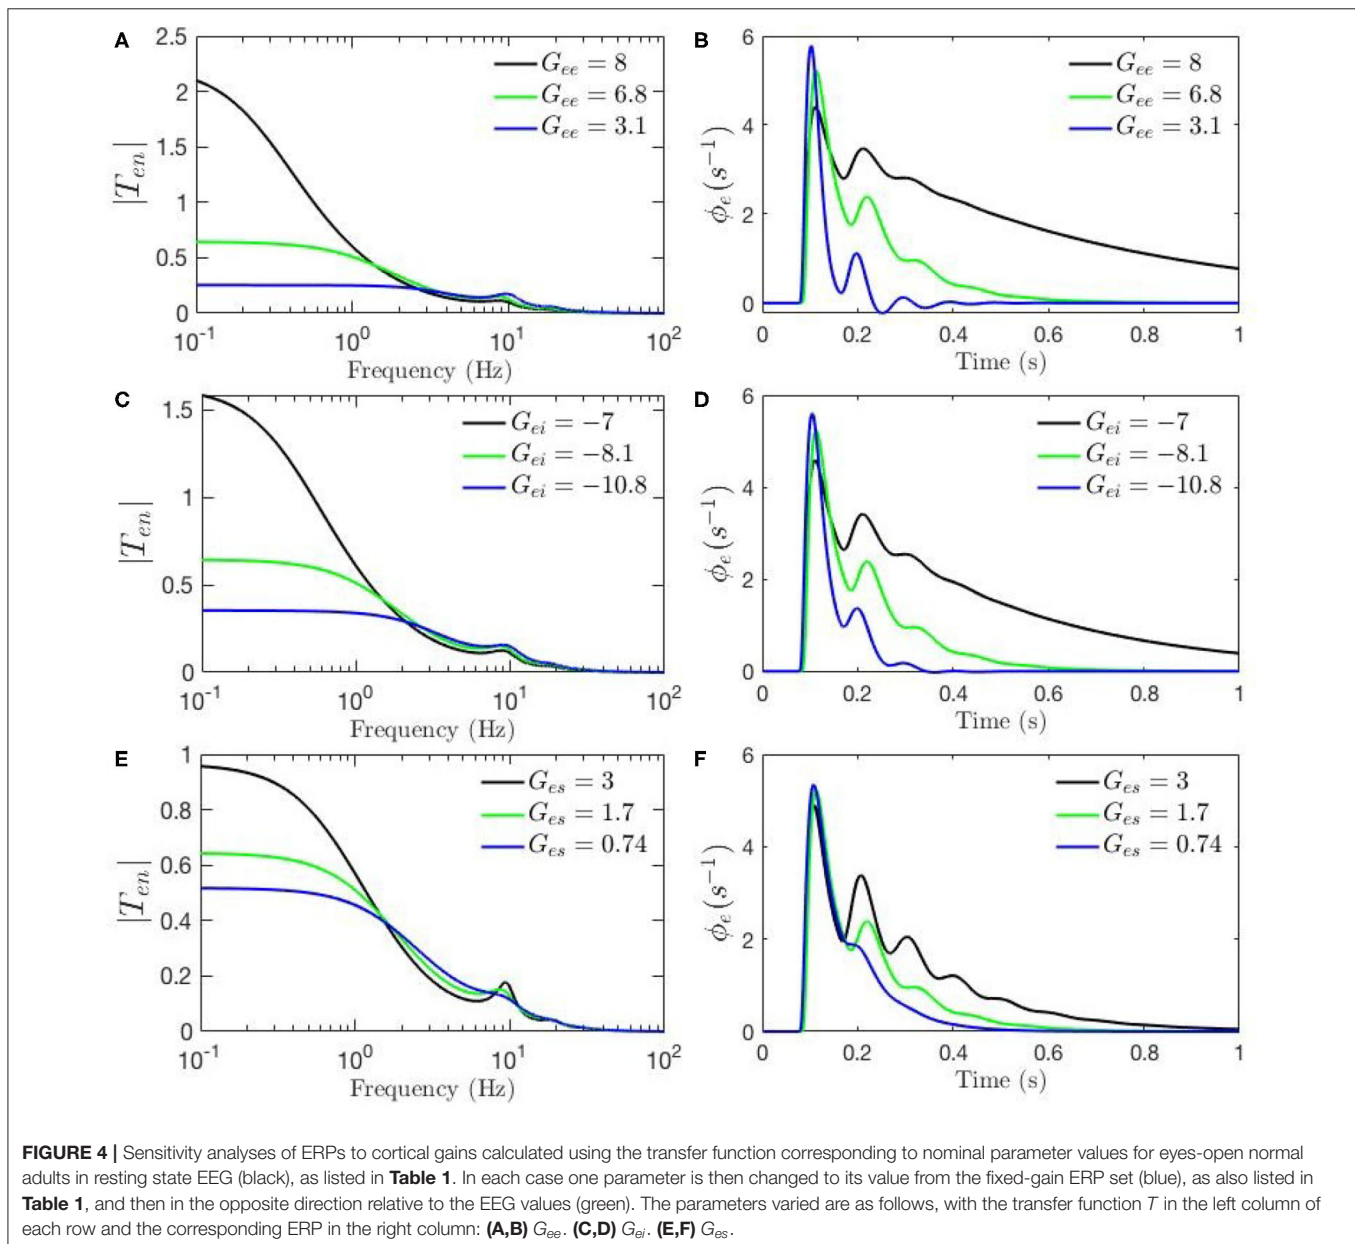 A
2.5
2
1.5
1
0.5
0
|T_en|
G_ee = 8
G_ee = 6.8
G_ee = 3.1
10^-1 10^0 10^1 10^2
Frequency (Hz)
B
6
4
2
0
ϕ_e(s^-1)
G_ee = 8
G_ee = 6.8
G_ee = 3.1
0 0.2 0.4 0.6 0.8 1
Time (s)
C
1.5
1
0.5
0
|T_en|
G_ei = −7
G_ei = −8.1
G_ei = −10.8
10^-1 10^0 10^1 10^2
Frequency (Hz)
D
6
4
2
0
ϕ_e(s^-1)
G_ei = −7
G_ei = −8.1
G_ei = −10.8
0 0.2 0.4 0.6 0.8 1
Time (s)
E
1
0.8
0.6
0.4
0.2
0
|T_en|
G_es = 3
G_es = 1.7
G_es = 0.74
10^-1 10^0 10^1 10^2
Frequency (Hz)
F
6
4
2
0
ϕ_e(s^-1)
G_es = 3
G_es = 1.7
G_es = 0.74
0 0.2 0.4 0.6 0.8 1
Time (s)
FIGURE 4 | Sensitivity analyses of ERPs to cortical gains calculated using the transfer function corresponding to nominal parameter values for eyes-open normal
adults in resting state EEG (black), as listed in Table 1. In each case one parameter is then changed to its value from the fixed-gain ERP set (blue), as also listed in
Table 1, and then in the opposite direction relative to the EEG values (green). The parameters varied are as follows, with the transfer function T in the left column of
each row and the corresponding ERP in the right column: (A,B) G_ee. (C,D) G_ei. (E,F) G_es.